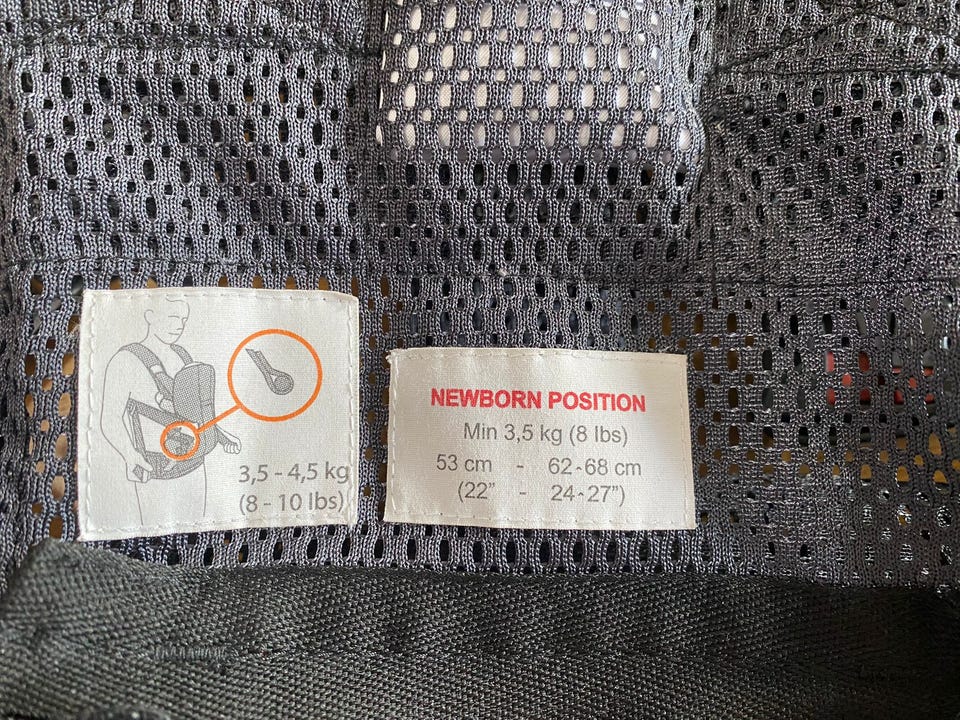 3,5 - 4,5 kg
(8 - 10 lbs)
NEWBORN POSITION
Min 3,5 kg (8 lbs)
53 cm - 62-68 cm
(22” - 24-27”)